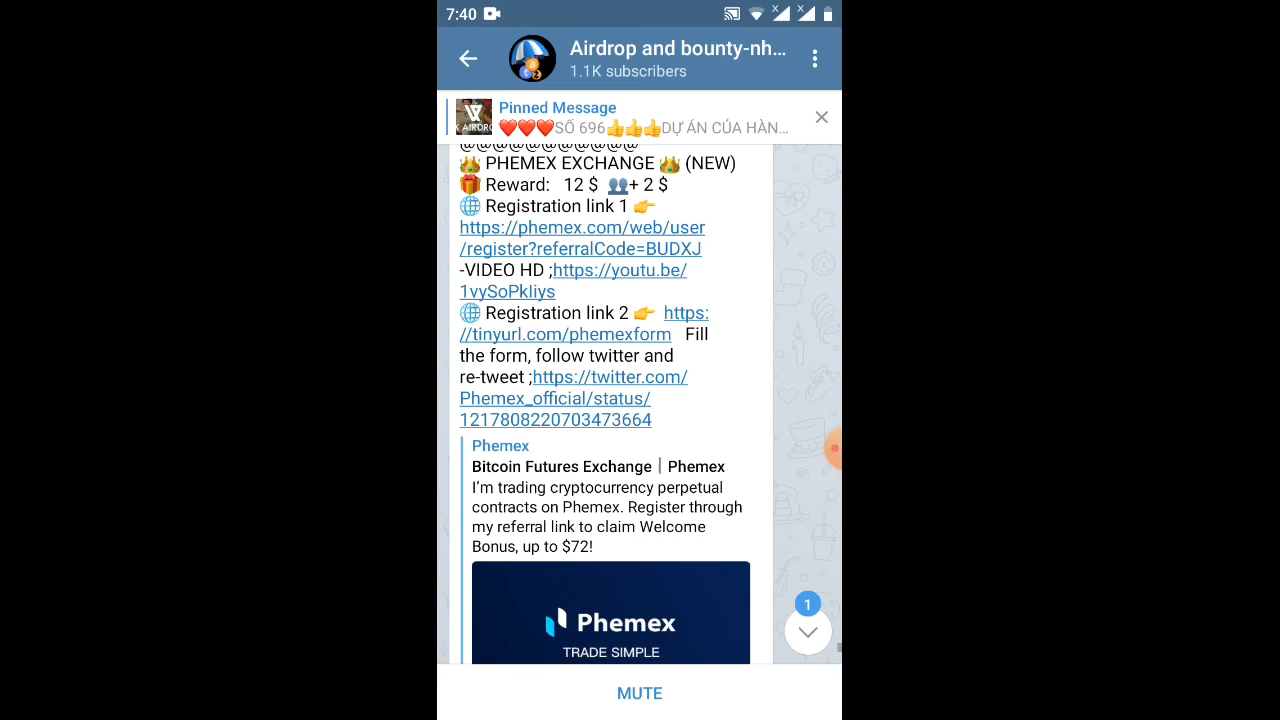 7:40
Airdrop and bounty-nh...
1.1K subscribers
Pinned Message
❤️❤️❤️SỐ 696👍👍👍DỰ ÁN CỦA HÀN...
X AIRDRO
@@@@@@@@@@@
👑 PHEMEX EXCHANGE 👑 (NEW)
🎁 Reward: 12 $ 👥+ 2 $
🌐 Registration link 1 👉
https://phemex.com/web/user
/register?referralCode=BUDXJ
-VIDEO HD ;https://youtu.be/
1vySoPkIiys
🌐 Registration link 2 👉 https:
//tinyurl.com/phemexform Fill
the form, follow twitter and
re-tweet ;https://twitter.com/
Phemex_official/status/
1217808220703473664
Phemex
Bitcoin Futures Exchange | Phemex
I'm trading cryptocurrency perpetual
contracts on Phemex. Register through
my referral link to claim Welcome
Bonus, up to $72!
Phemex
TRADE SIMPLE
1
MUTE